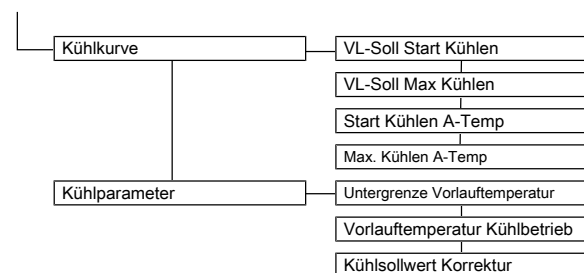 Kühlkurve
VL-Soll Start Kühlen
VL-Soll Max Kühlen
Start Kühlen A-Temp
Max. Kühlen A-Temp
Kühlparameter
Untergrenze Vorlauftemperatur
Vorlauftemperatur Kühlbetrieb
Kühlsollwert Korrektur